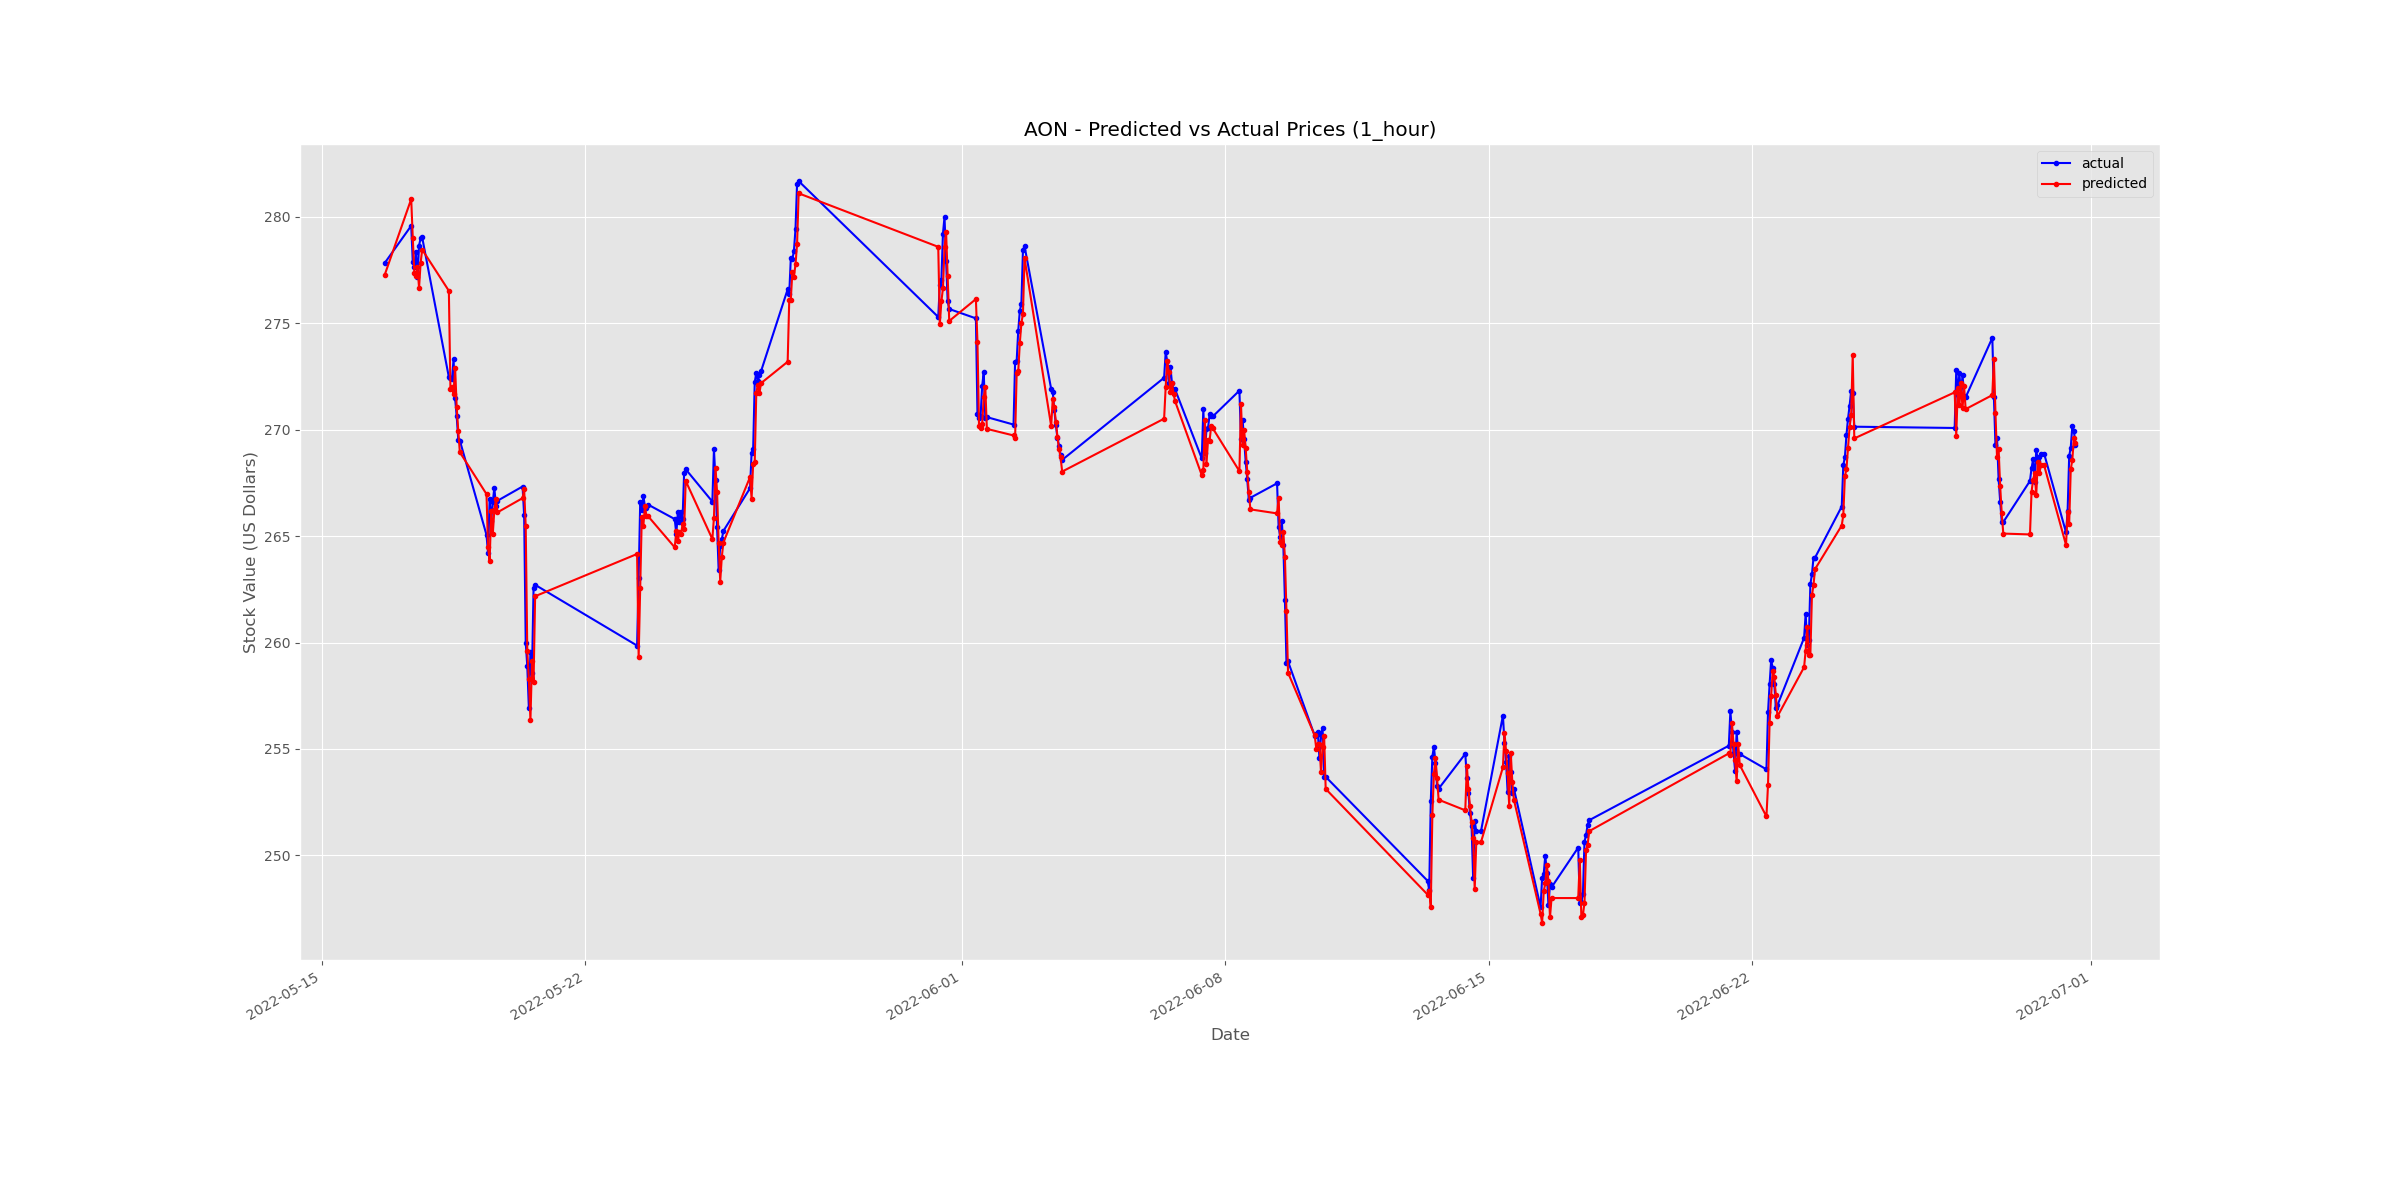 AON - Predicted vs Actual Prices (1_hour)
actual
predicted
280
275
270
265
260
255
250
Stock Value (US Dollars)
2022-05-15
2022-05-22
2022-06-01
2022-06-08
2022-06-15
2022-06-22
2022-07-01
Date